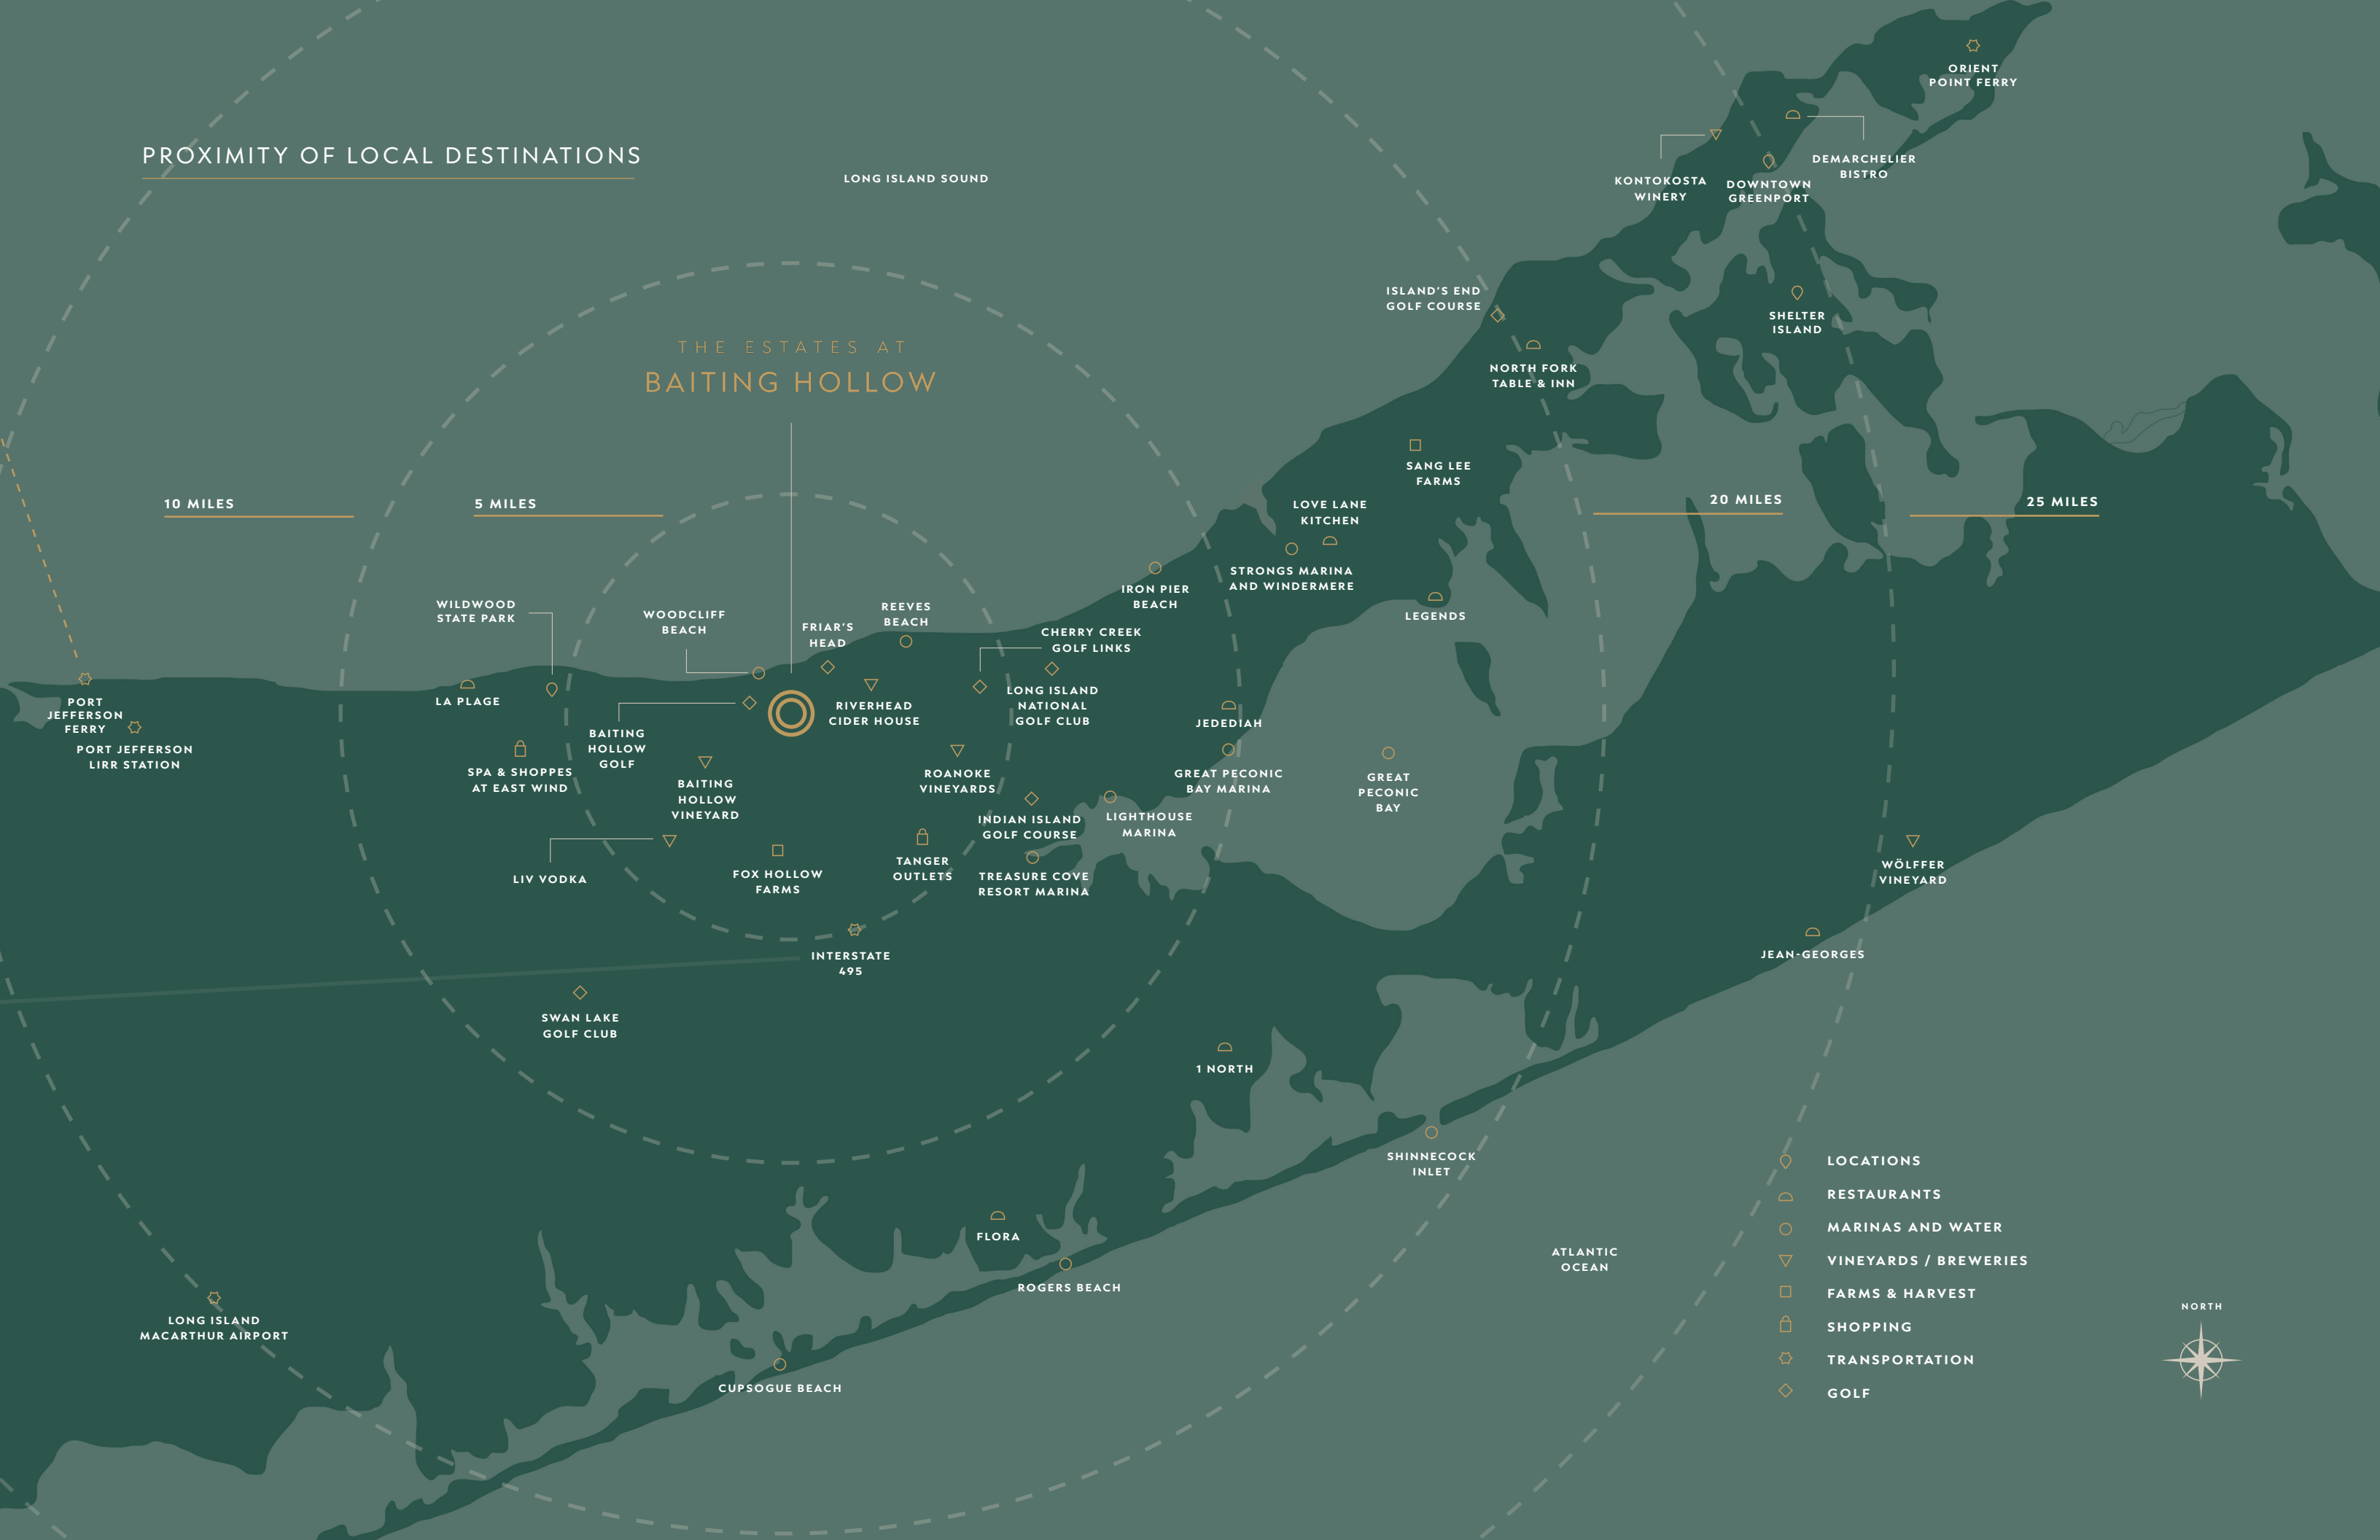 PROXIMITY OF LOCAL DESTINATIONS
LONG ISLAND SOUND
ORIENT
POINT FERRY
DEMARCHELIER
BISTRO
KONTOKOSTA
WINERY
DOWNTOWN
GREENPORT
ISLAND'S END
GOLF COURSE
SHELTER
ISLAND
THE ESTATES AT
BAITING HOLLOW
NORTH FORK
TABLE & INN
SANG LEE
FARMS
10 MILES
5 MILES
20 MILES
25 MILES
LOVE LANE
KITCHEN
STRONGS MARINA
AND WINDERMERE
IRON PIER
BEACH
LEGENDS
WILDWOOD
STATE PARK
WOODCLIFF
BEACH
FRIAR'S
HEAD
REEVES
BEACH
CHERRY CREEK
GOLF LINKS
PORT
JEFFERSON
FERRY
PORT JEFFERSON
LIRR STATION
LA PLAGE
RIVERHEAD
CIDER HOUSE
LONG ISLAND
NATIONAL
GOLF CLUB
JEDEDIAH
BAITING
HOLLOW
GOLF
SPA & SHOPPES
AT EAST WIND
BAITING
HOLLOW
VINEYARD
ROANOKE
VINEYARDS
GREAT PECONIC
BAY MARINA
GREAT
PECONIC
BAY
INDIAN ISLAND
GOLF COURSE
LIGHTHOUSE
MARINA
LIV VODKA
FOX HOLLOW
FARMS
TANGER
OUTLETS
TREASURE COVE
RESORT MARINA
WÖLFFER
VINEYARD
INTERSTATE
495
JEAN-GEORGES
SWAN LAKE
GOLF CLUB
1 NORTH
SHINNECOCK
INLET
FLORA
ROGERS BEACH
ATLANTIC
OCEAN
LONG ISLAND
MACARTHUR AIRPORT
CUPSOGUE BEACH
LOCATIONS
RESTAURANTS
MARINAS AND WATER
VINEYARDS / BREWERIES
FARMS & HARVEST
SHOPPING
TRANSPORTATION
GOLF
NORTH